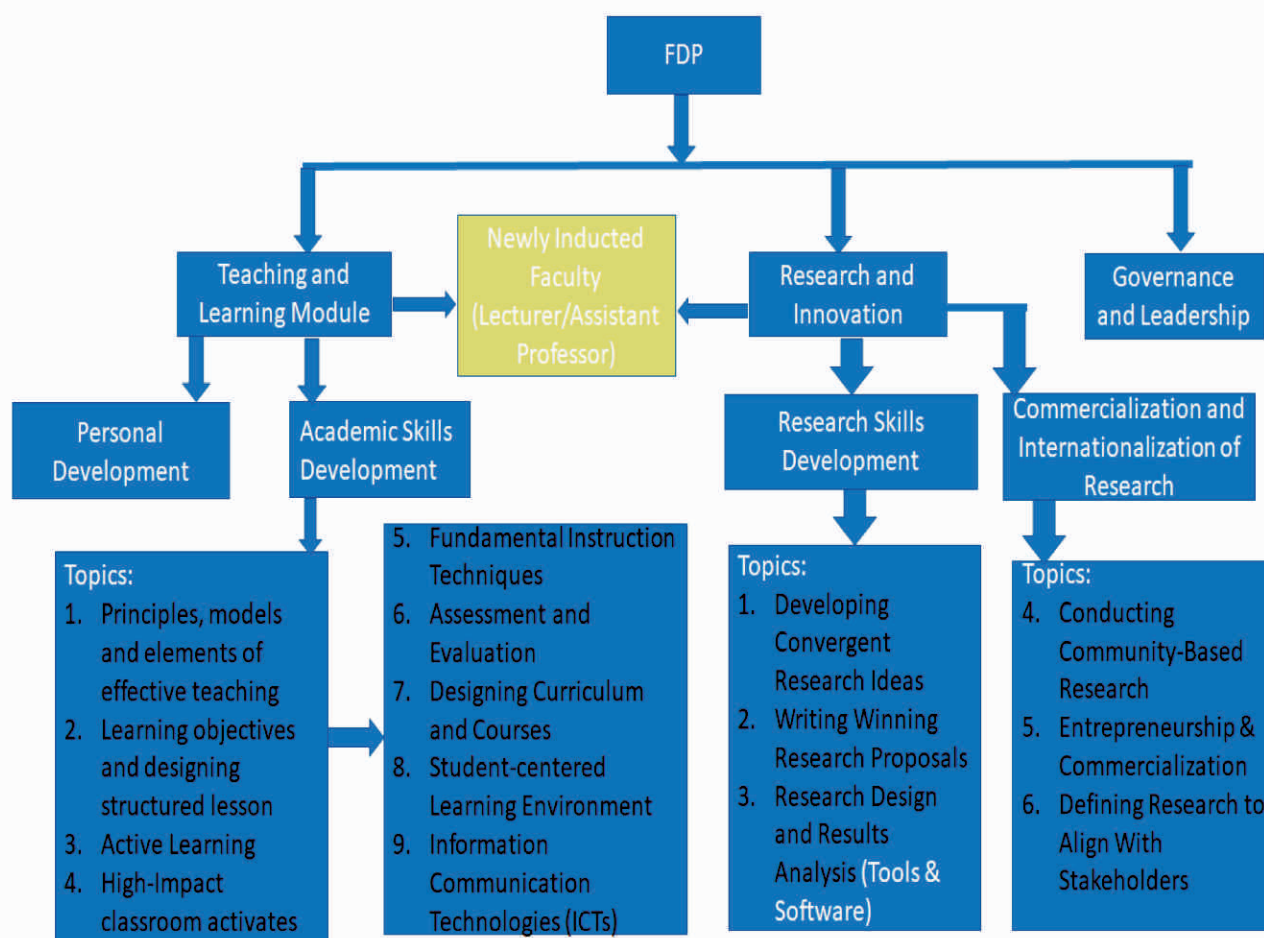 FDP
Teaching and
Learning Module
Newly Inducted
Faculty
(Lecturer/Assistant
Professor)
Research and
Innovation
Governance
and Leadership
Personal
Development
Academic Skills
Development
Research Skills
Development
Commercialization and
Internationalization of
Research
Topics:
1. Principles, models
and elements of
effective teaching
2. Learning objectives
and designing
structured lesson
3. Active Learning
4. High-Impact
classroom activates
5. Fundamental Instruction
Techniques
6. Assessment and
Evaluation
7. Designing Curriculum
and Courses
8. Student-centered
Learning Environment
9. Information
Communication
Technologies (ICTs)
Topics:
1. Developing
Convergent
Research Ideas
2. Writing Winning
Research Proposals
3. Research Design
and Results
Analysis (Tools &
Software)
Topics:
4. Conducting
Community-Based
Research
5. Entrepreneurship &
Commercialization
6. Defining Research to
Align With
Stakeholders